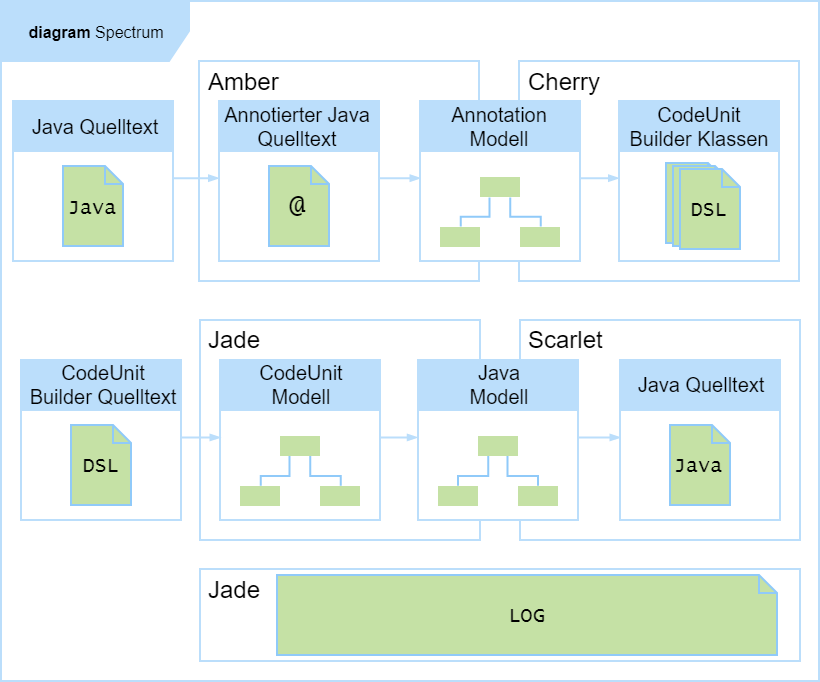 diagram Spectrum
Amber
Cherry
Java Quelltext
Annotierter Java
Quelltext
Annotation
Modell
CodeUnit
Builder Klassen
Java
@
DSL
Jade
Scarlet
CodeUnit
Builder Quelltext
CodeUnit
Modell
Java
Modell
Java Quelltext
DSL
Java
Jade
LOG